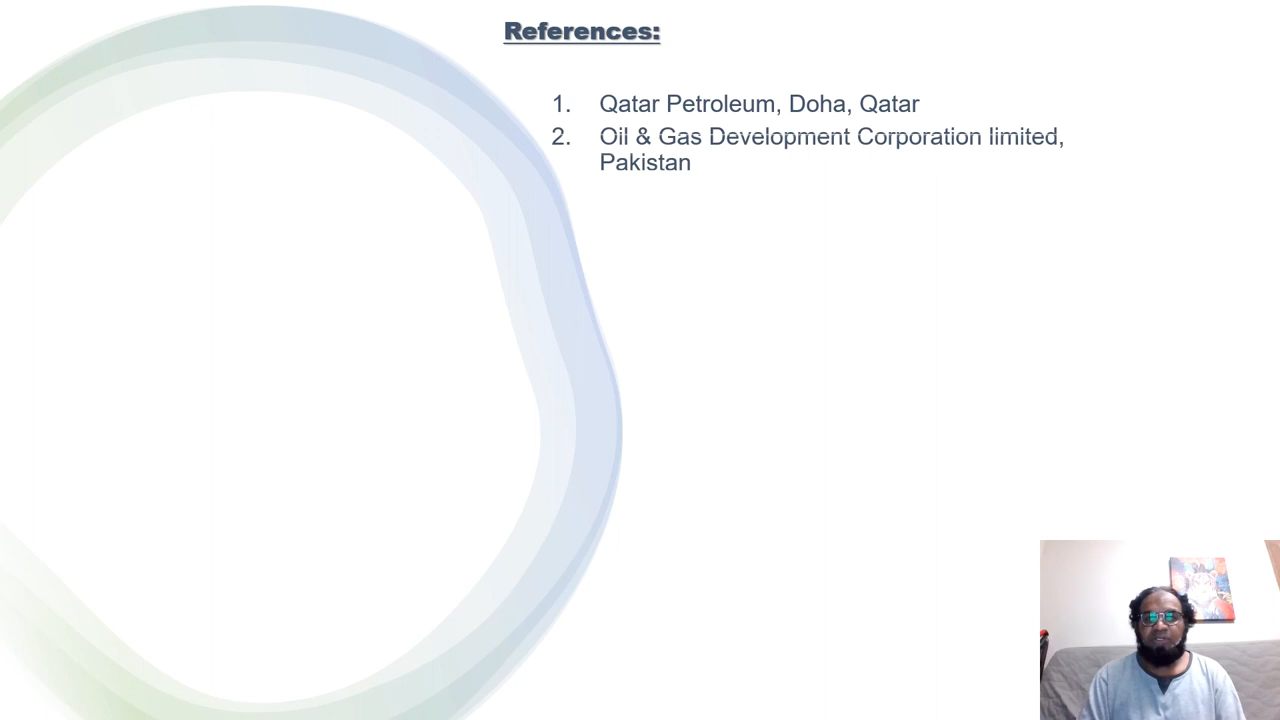 References:
1. Qatar Petroleum, Doha, Qatar
2. Oil & Gas Development Corporation limited,
Pakistan